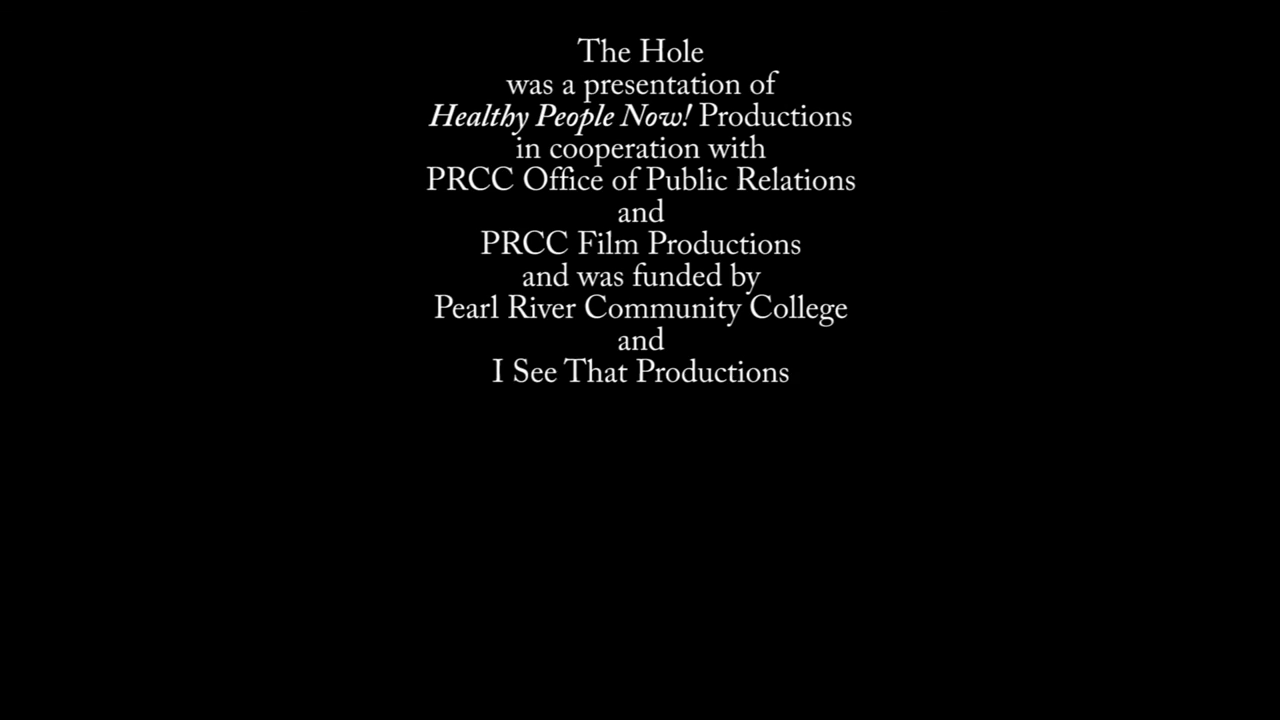 The Hole
was a presentation of
Healthy People Now! Productions
in cooperation with
PRCC Office of Public Relations
and
PRCC Film Productions
and was funded by
Pearl River Community College
and
I See That Productions